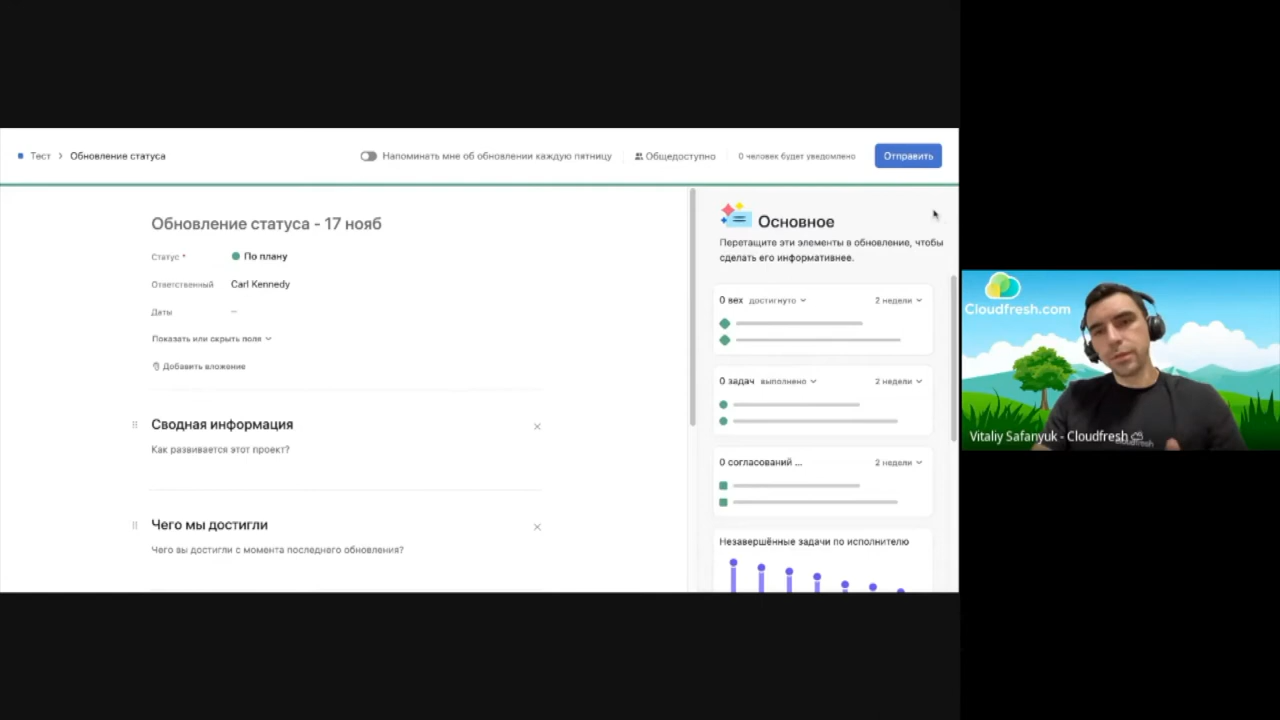 Тест > Обновление статуса
Напоминать мне об обновлении каждую пятницу
Общедоступно
0 человек будет уведомлено
Отправить
Обновление статуса - 17 нояб
Статус *
По плану
Ответственный
Carl Kennedy
Даты
—
Показать или скрыть поля
Добавить вложение
Сводная информация
Как развивается этот проект?
Чего мы достигли
Чего вы достигли с момента последнего обновления?
Основное
Перетащите эти элементы в обновление, чтобы
сделать его информативнее.
0 вех достигнуто
2 недели
0 задач выполнено
2 недели
0 согласований ...
2 недели
Незавершённые задачи по исполнителю
Cloudfresh.com
cloudfresh
Vitaliy Safanyuk - Cloudfresh